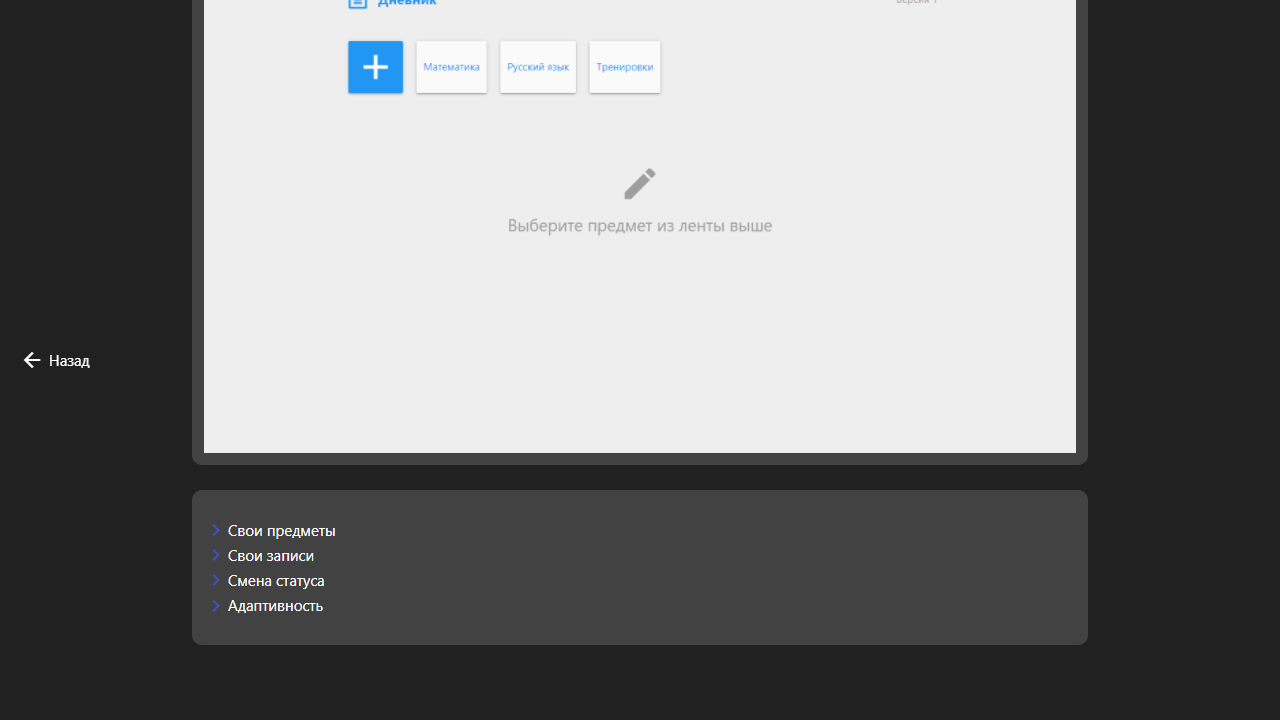 Дневник
Версия 1
Математика
Русский язык
Тренировки
Выберите предмет из ленты выше
Назад
Свои предметы
Свои записи
Смена статуса
Адаптивность